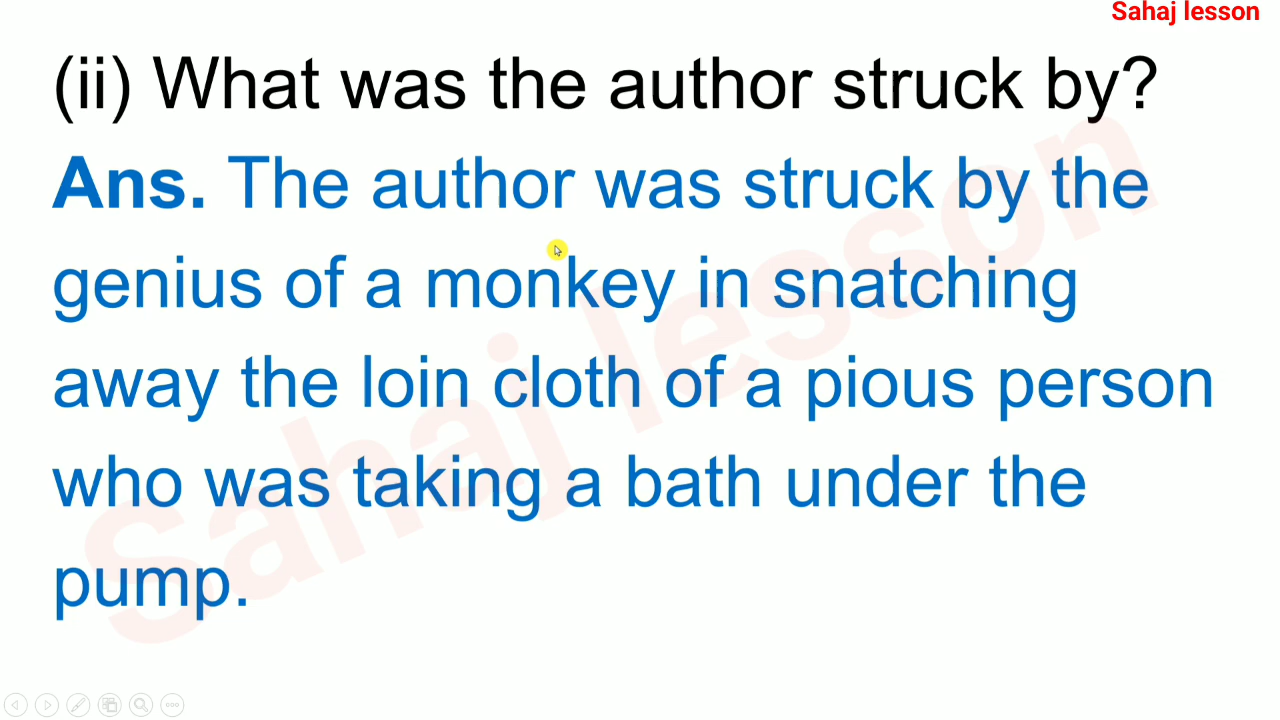 Sahaj lesson
(ii) What was the author struck by?
Ans. The author was struck by the
genius of a monkey in snatching
away the loin cloth of a pious person
who was taking a bath under the
pump.
Sahaj lesson